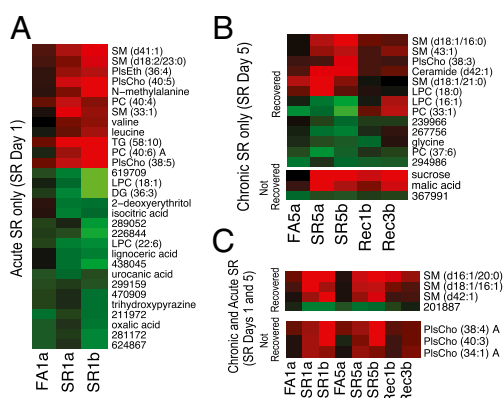 A
SM (d41:1)
SM (d18:2/23:0)
PlsEth (36:4)
PlsCho (40:5)
N−methylalanine
PC (40:4)
SM (33:1)
valine
leucine
TG (58:10)
PC (40:6) A
PlsCho (38:5)
619709
LPC (18:1)
DG (36:3)
2−deoxyerythritol
isocitric acid
289052
226844
LPC (22:6)
lignoceric acid
438045
urocanic acid
299159
470909
trihydroxypyrazine
211972
oxalic acid
281172
624867
Acute SR only (SR Day 1)
FA1a
SR1a
SR1b
B
Chronic SR only (SR Day 5)
Recovered
SM (d18:1/16:0)
SM (43:1)
PlsCho (38:3)
Ceramide (d42:1)
SM (d18:1/21:0)
LPC (18:0)
LPC (16:1)
PC (33:1)
239966
267756
glycine
PC (37:6)
294986
Not
Recovered
sucrose
malic acid
367991
FA5a
SR5a
SR5b
Rec1b
Rec3b
C
Chronic and Acute SR
(SR Days 1 and 5)
Recovered
SM (d16:1/20:0)
SM (d18:1/16:1)
SM (d42:1)
201887
Not
Recovered
PlsCho (38:4) A
PlsCho (40:3)
PlsCho (34:1) A
FA1a
SR1a
SR1b
FA5a
SR5a
SR5b
Rec1b
Rec3b